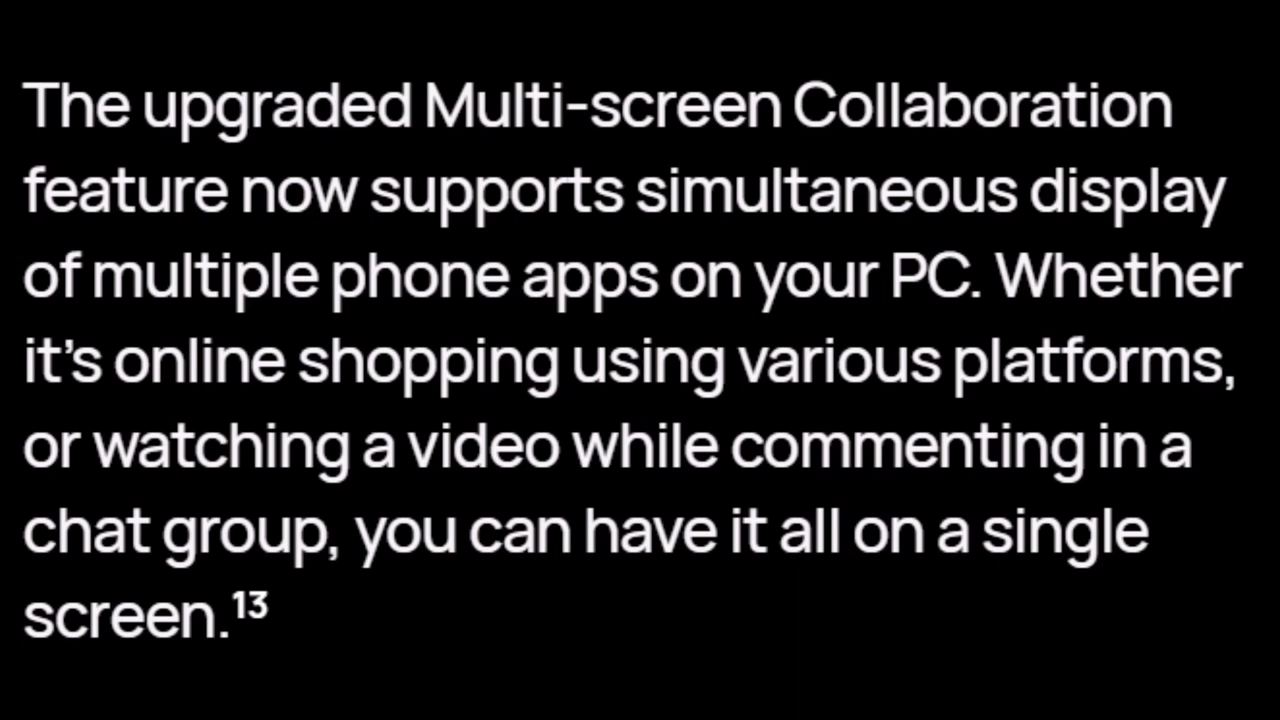 The upgraded Multi-screen Collaboration
feature now supports simultaneous display
of multiple phone apps on your PC. Whether
it’s online shopping using various platforms,
or watching a video while commenting in a
chat group, you can have it all on a single
screen.¹³